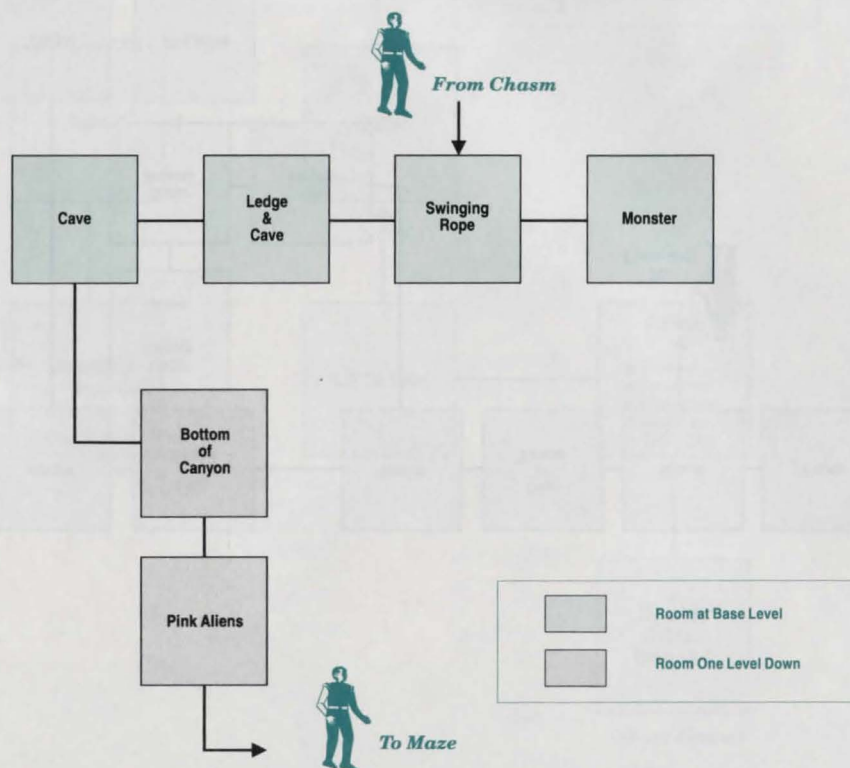 From Chasm
Cave
Ledge
&
Cave
Swinging
Rope
Monster
Bottom
of
Canyon
Pink Aliens
Room at Base Level
Room One Level Down
To Maze